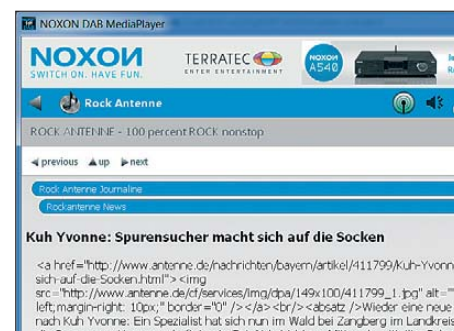 NOXON DAB MediaPlayer
NOXON
SWITCH ON. HAVE FUN.
TERRATEC
ENTER ENTERTAINMENT
NOXON
A540
Rock Antenne
ROCK ANTENNE - 100 percent ROCK nonstop
previous up next
Rock Antenne Journaline
Rockantenne News
Kuh Yvonne: Spurensucher macht sich auf die Socken
<a href="http://www.antenne.de/nachrichten/bayern/artikel/411799/Kuh-Yvonn
sich-auf-die-Socken.html"><img
src="http://www.antenne.de/cf/services/img/dpa/149x100/411799_1.jpg" alt=""
left;margin-right: 10px;" border="0" /></a><br/><absatz />Wieder eine neue
nach Kuh Yvonne: Ein Spezialist hat sich nun im Wald bei Zangberg im Landkreis